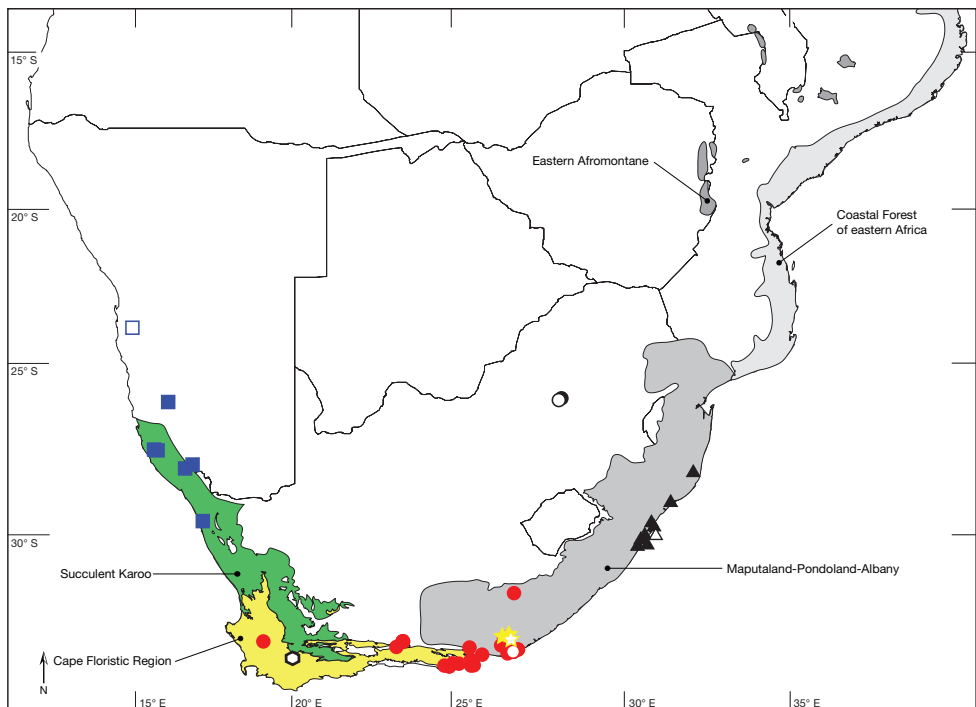 15° S
Eastern Afromontane
20° S
Coastal Forest
of eastern Africa
25° S
30° S
Succulent Karoo
Maputaland-Pondoland-Albany
Cape Floristic Region
N
15° E
20° E
25° E
30° E
35° E